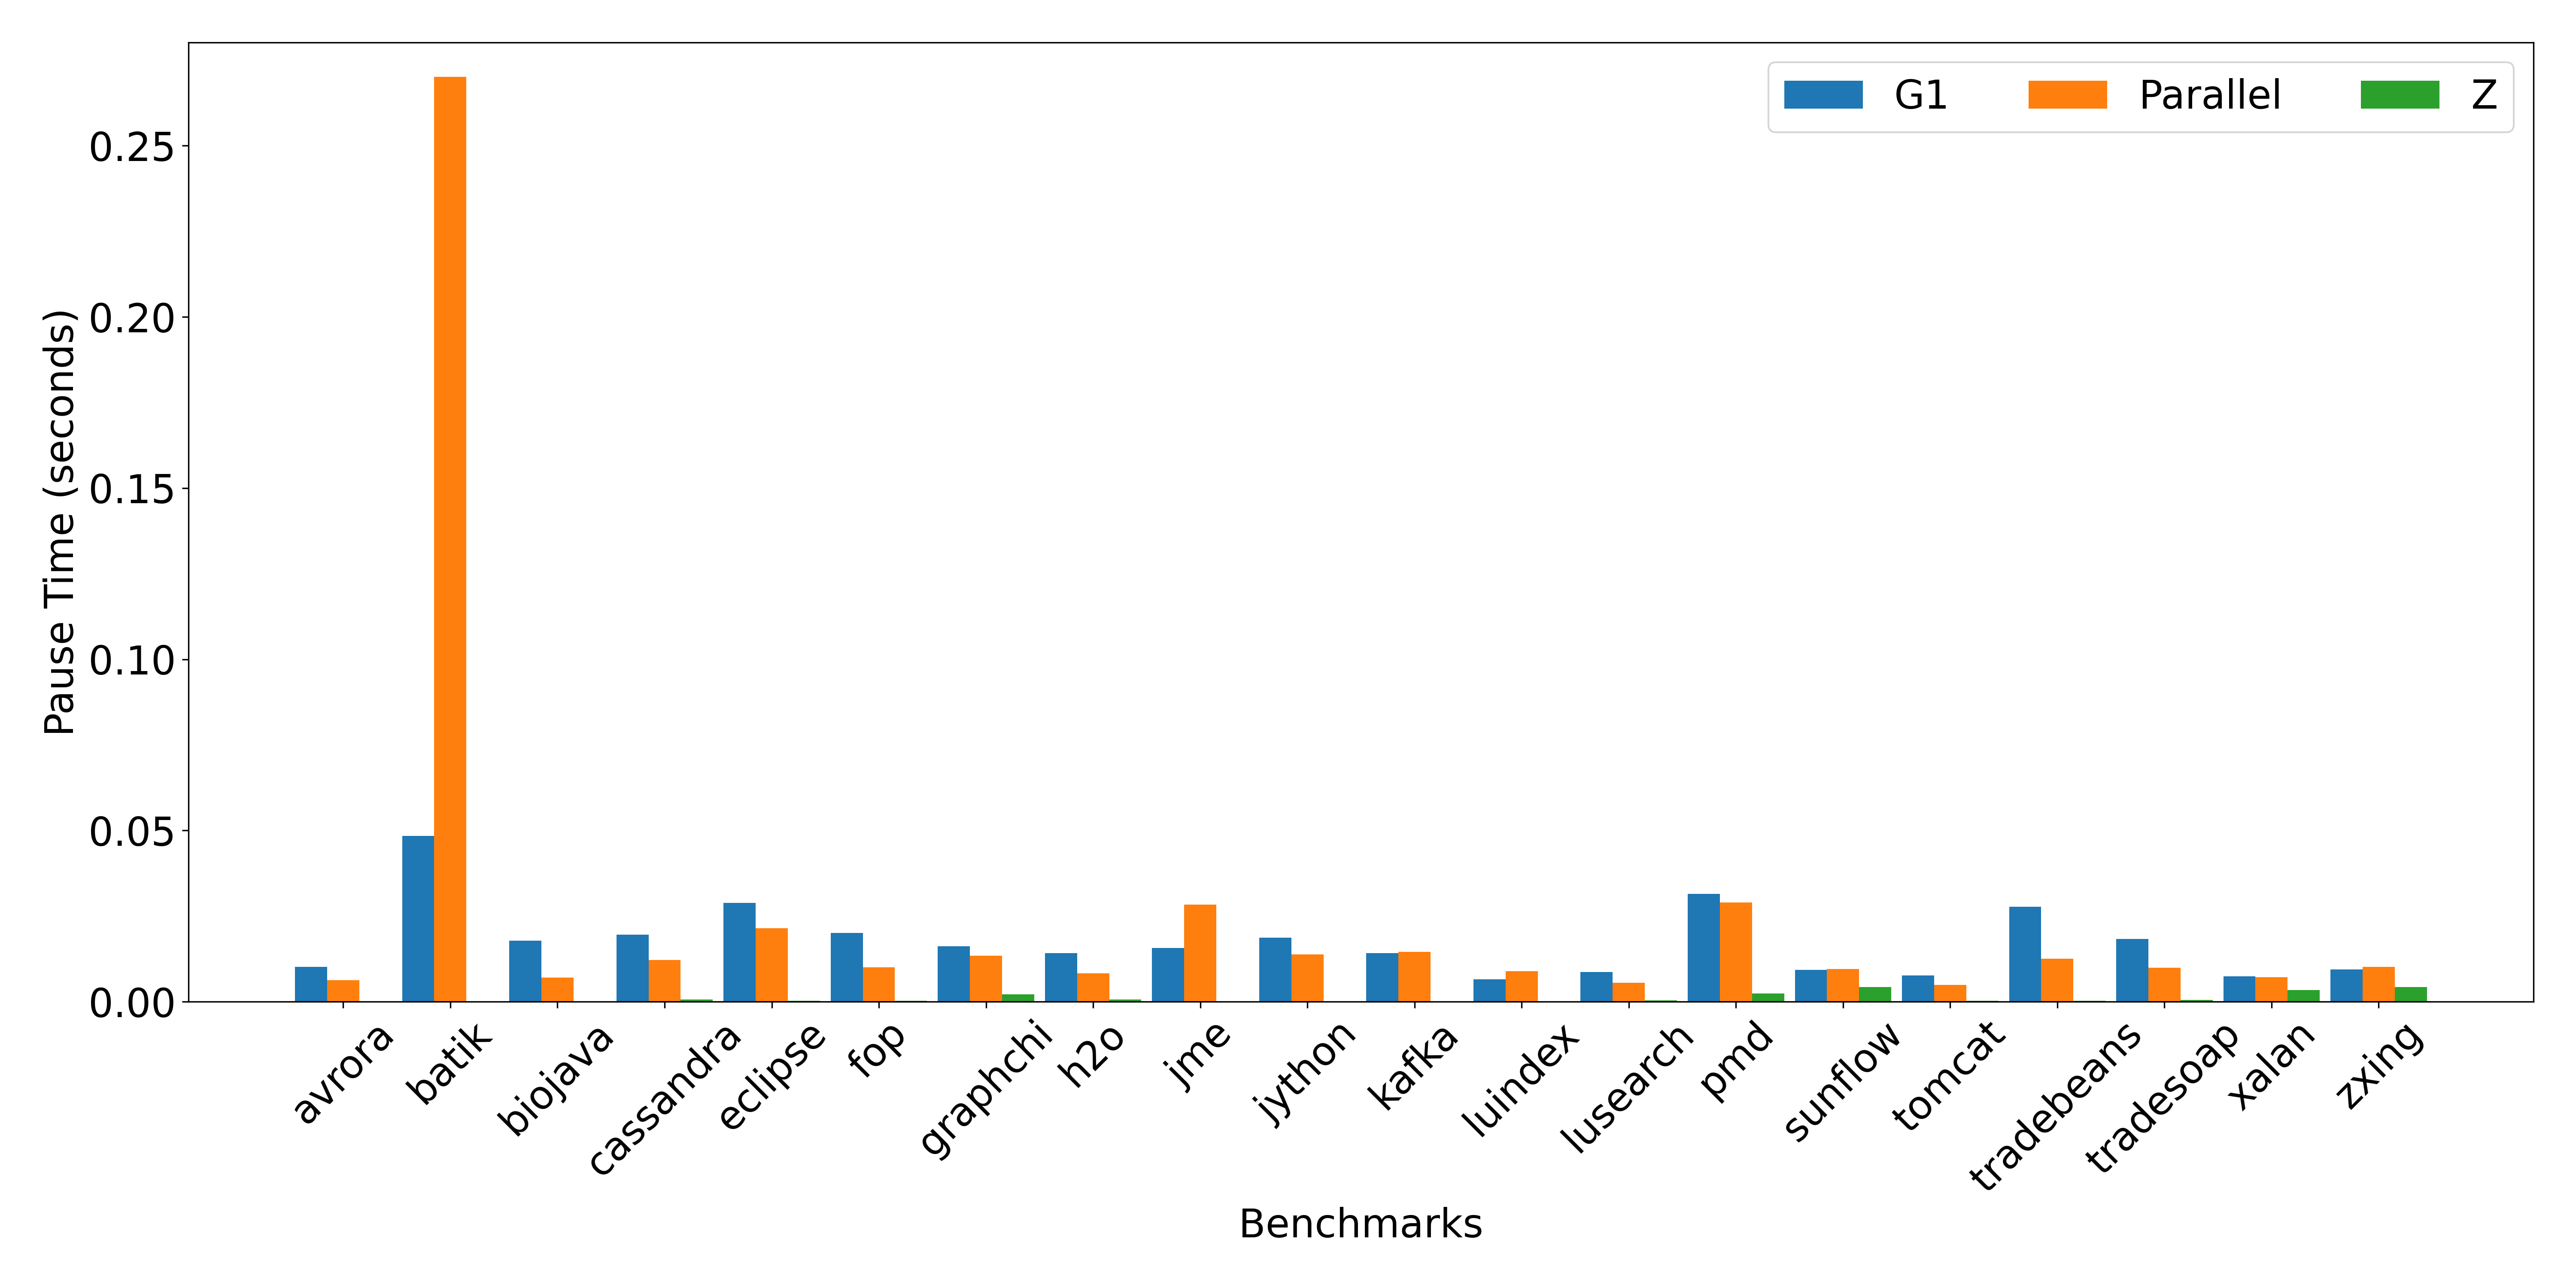 G1 Parallel Z
0.25
0.20
0.15
0.10
0.05
0.00
Pause Time (seconds)
avrora batik biojava cassandra eclipse fop graphchi h2o jme jython kafka luindex lusearch pmd sunflow tomcat tradebeans tradesoap xalan zxing
Benchmarks